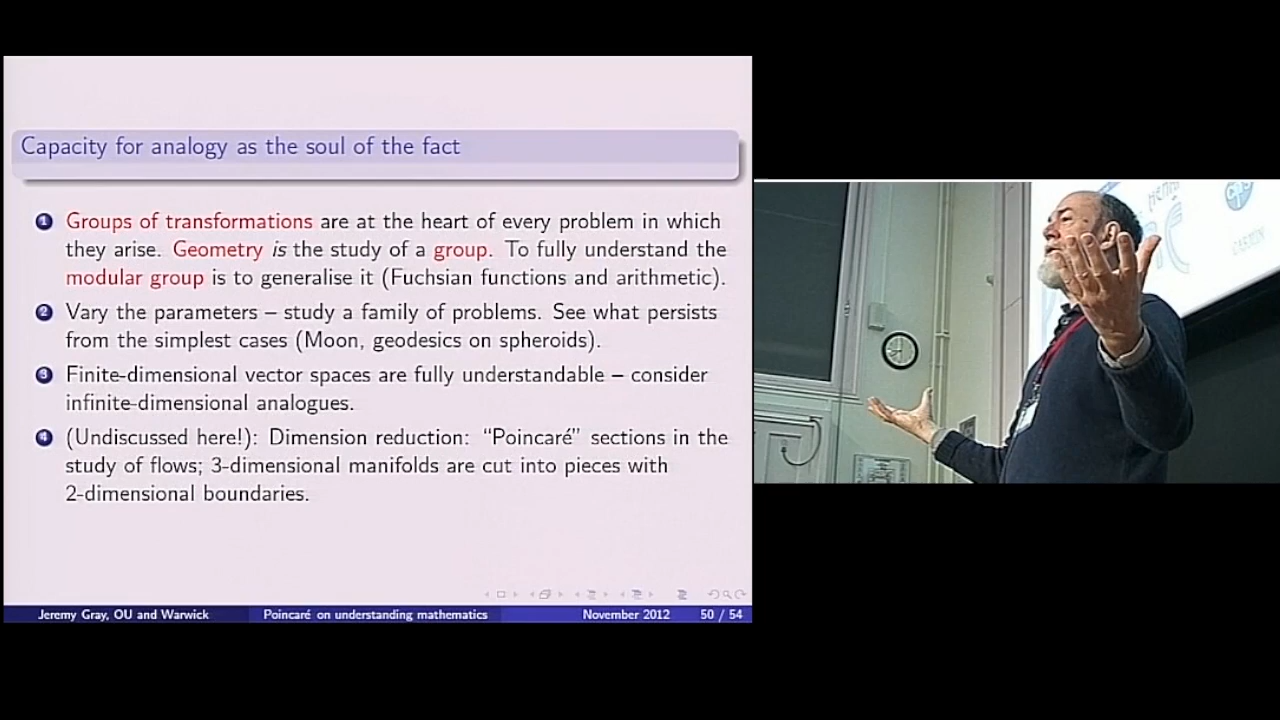 Capacity for analogy as the soul of the fact
1 Groups of transformations are at the heart of every problem in which
they arise. Geometry is the study of a group. To fully understand the
modular group is to generalise it (Fuchsian functions and arithmetic).
2 Vary the parameters – study a family of problems. See what persists
from the simplest cases (Moon, geodesics on spheroids).
3 Finite-dimensional vector spaces are fully understandable – consider
infinite-dimensional analogues.
4 (Undiscussed here!): Dimension reduction: “Poincaré” sections in the
study of flows; 3-dimensional manifolds are cut into pieces with
2-dimensional boundaries.
Jeremy Gray, OU and Warwick Poincaré on understanding mathematics November 2012 50 / 54